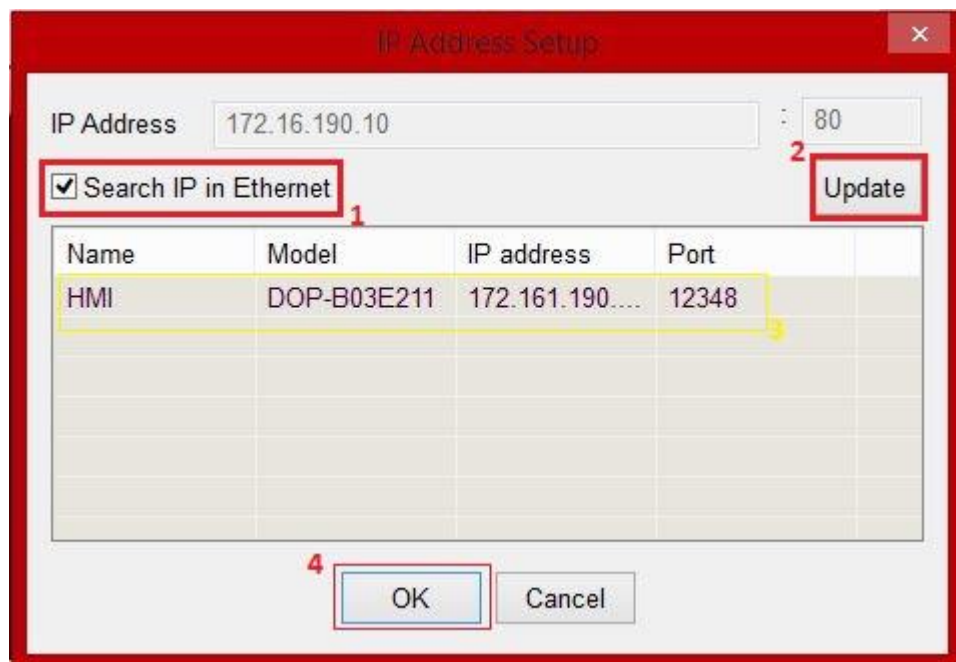 IP Address Setup
IP Address 172.16.190.10 : 80
2
Search IP in Ethernet Update
1
Name Model IP address Port
HMI DOP-B03E211 172.161.190.... 12348
3
4
OK Cancel